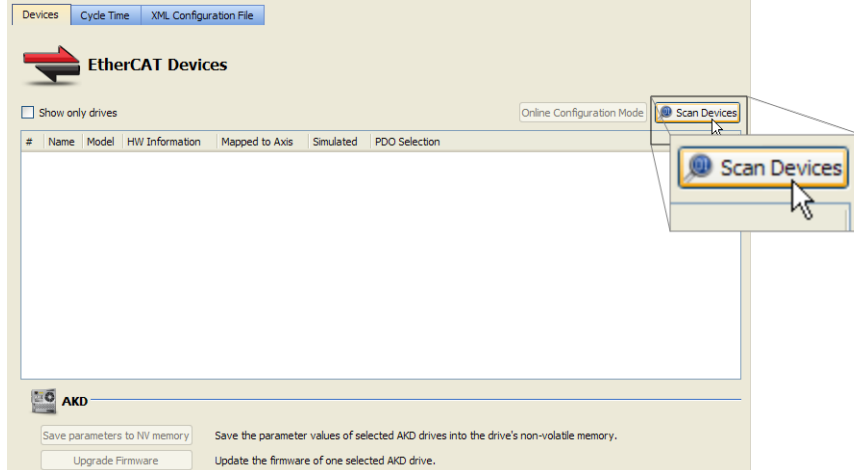 Devices Cycle Time XML Configuration File
EtherCAT Devices
Show only drives Online Configuration Mode Scan Devices
# Name Model HW Information Mapped to Axis Simulated PDO Selection
Scan Devices
AKD
Save parameters to NV memory Save the parameter values of selected AKD drives into the drive's non-volatile memory.
Upgrade Firmware Update the firmware of one selected AKD drive.